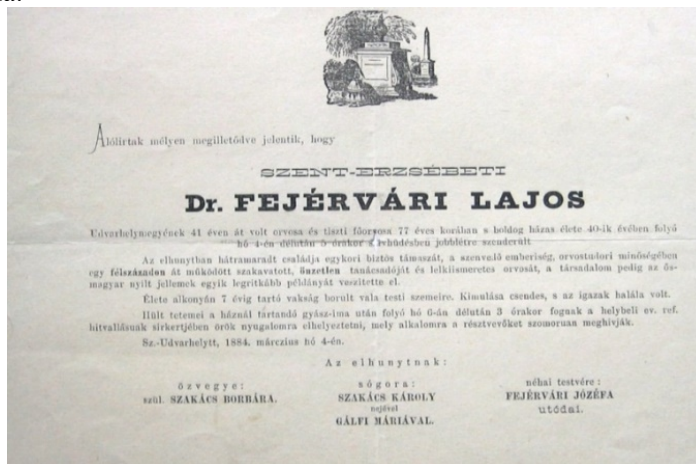 Alólirtak mélyen megilletődve jelentik, hogy
SZENT-ERZSÉBETI
Dr. FEJÉRVÁRI LAJOS
Udvarhelymegyének 41 éven át volt orvosa és tiszti főorvosa 77 éves korában s boldog házas élete 40-ik évében folyó
hó 4-én délután 5 órakor jobblétre szenderült
Az elhunytban hátramaradt családja egykori biztos támaszát, a szenvedő emberiség, orvostudori minőségében
egy félszázadon át működött szakavatott, önzetlen tanácsadóját és lelkiismeretes orvosát, a társadalom pedig az ős-
magyar nyilt jellemek egyik legritkább példányát veszitette el.
Élete alkonyán 7 évig tartó vakság borult vala testi szemeire. Kimulása csendes, s az igazak halála volt.
Hült tetemei a háznál tartandó gyász-ima után folyó hó 6-án délután 3 órakor fognak a helybeli ev. ref.
hitvallásuak sirkertjében örök nyugalomra elhelyeztetni, mely alkalomra a résztvevőket szomoruan meghivják.
Sz.-Udvarhelytt, 1884. márczius hó 4-én.
Az elhunytnak:
özvegye:
szül. SZAKÁCS BORBÁRA.
sógora:
SZAKÁCS KÁROLY
nejével
GÁLFI MÁRIÁVAL.
néhai testvére:
FEJÉRVÁRI JÓZÉFA
utódai.